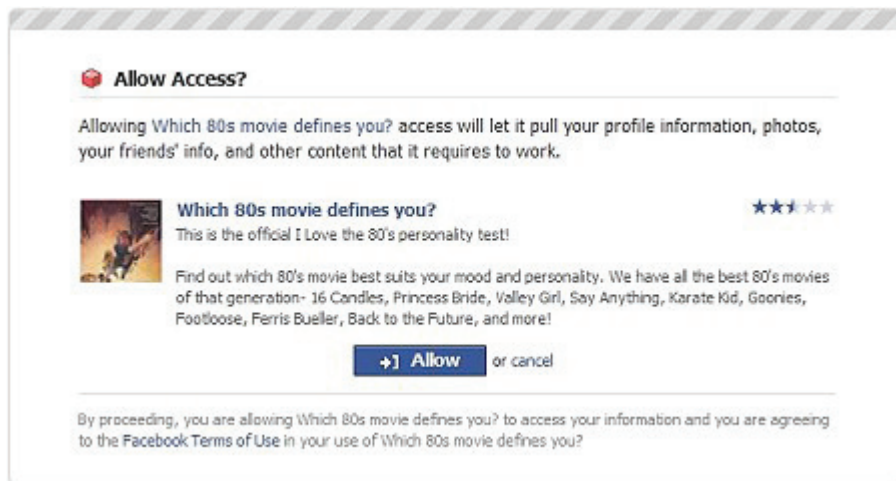 Allow Access?
Allowing Which 80s movie defines you? access will let it pull your profile information, photos,
your friends' info, and other content that it requires to work.
Which 80s movie defines you?
This is the official I Love the 80's personality test!
Find out which 80's movie best suits your mood and personality. We have all the best 80's movies
of that generation- 16 Candles, Princess Bride, Valley Girl, Say Anything, Karate Kid, Goonies,
Footloose, Ferris Bueller, Back to the Future, and more!
Allow or cancel
By proceeding, you are allowing Which 80s movie defines you? to access your information and you are agreeing
to the Facebook Terms of Use in your use of Which 80s movie defines you?